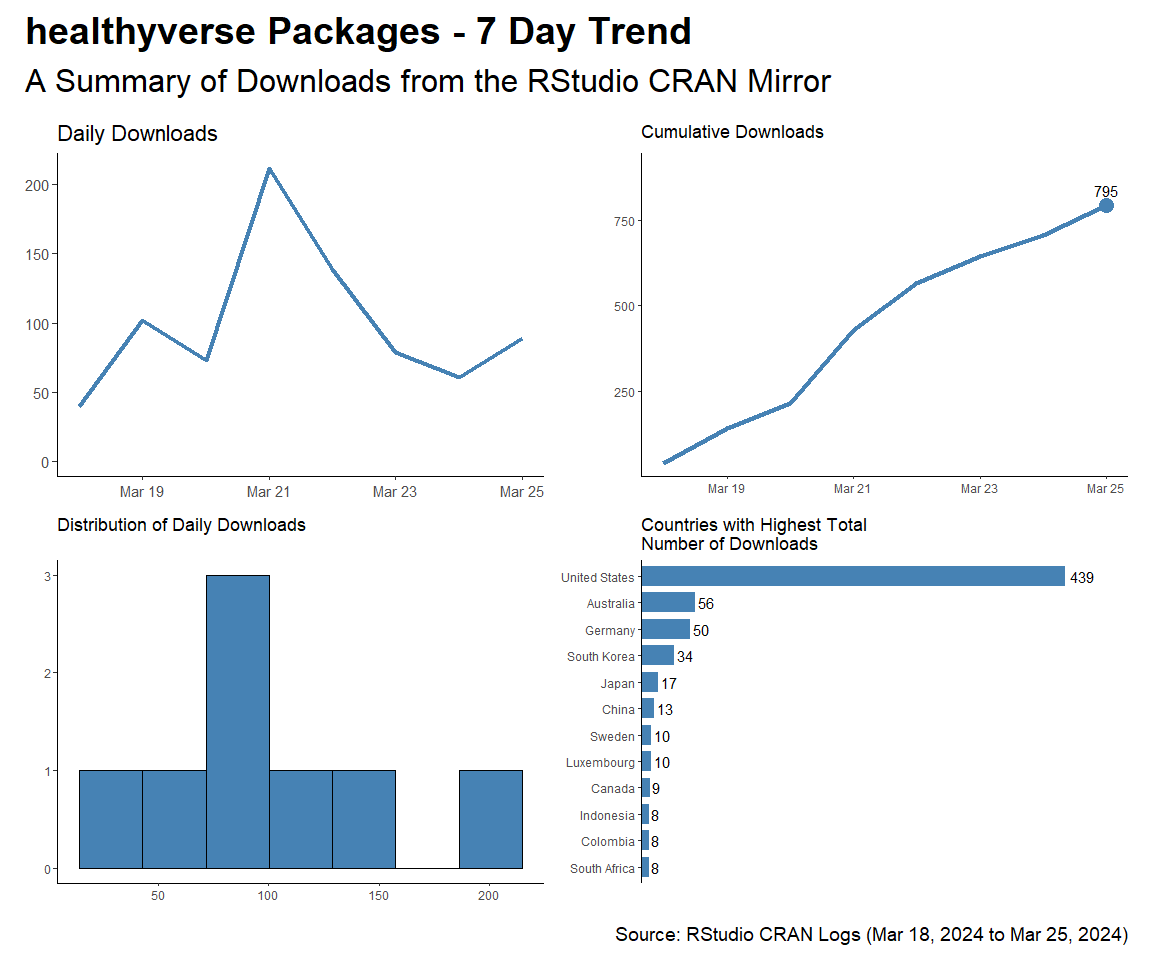 healthyverse Packages - 7 Day Trend
A Summary of Downloads from the RStudio CRAN Mirror
Daily Downloads
200
150
100
50
0
Mar 19 Mar 21 Mar 23 Mar 25
Cumulative Downloads
795
750
500
250
Mar 19 Mar 21 Mar 23 Mar 25
Distribution of Daily Downloads
3
2
1
0
50 100 150 200
Countries with Highest Total
Number of Downloads
United States 439
Australia 56
Germany 50
South Korea 34
Japan 17
China 13
Sweden 10
Luxembourg 10
Canada 9
Indonesia 8
Colombia 8
South Africa 8
Source: RStudio CRAN Logs (Mar 18, 2024 to Mar 25, 2024)